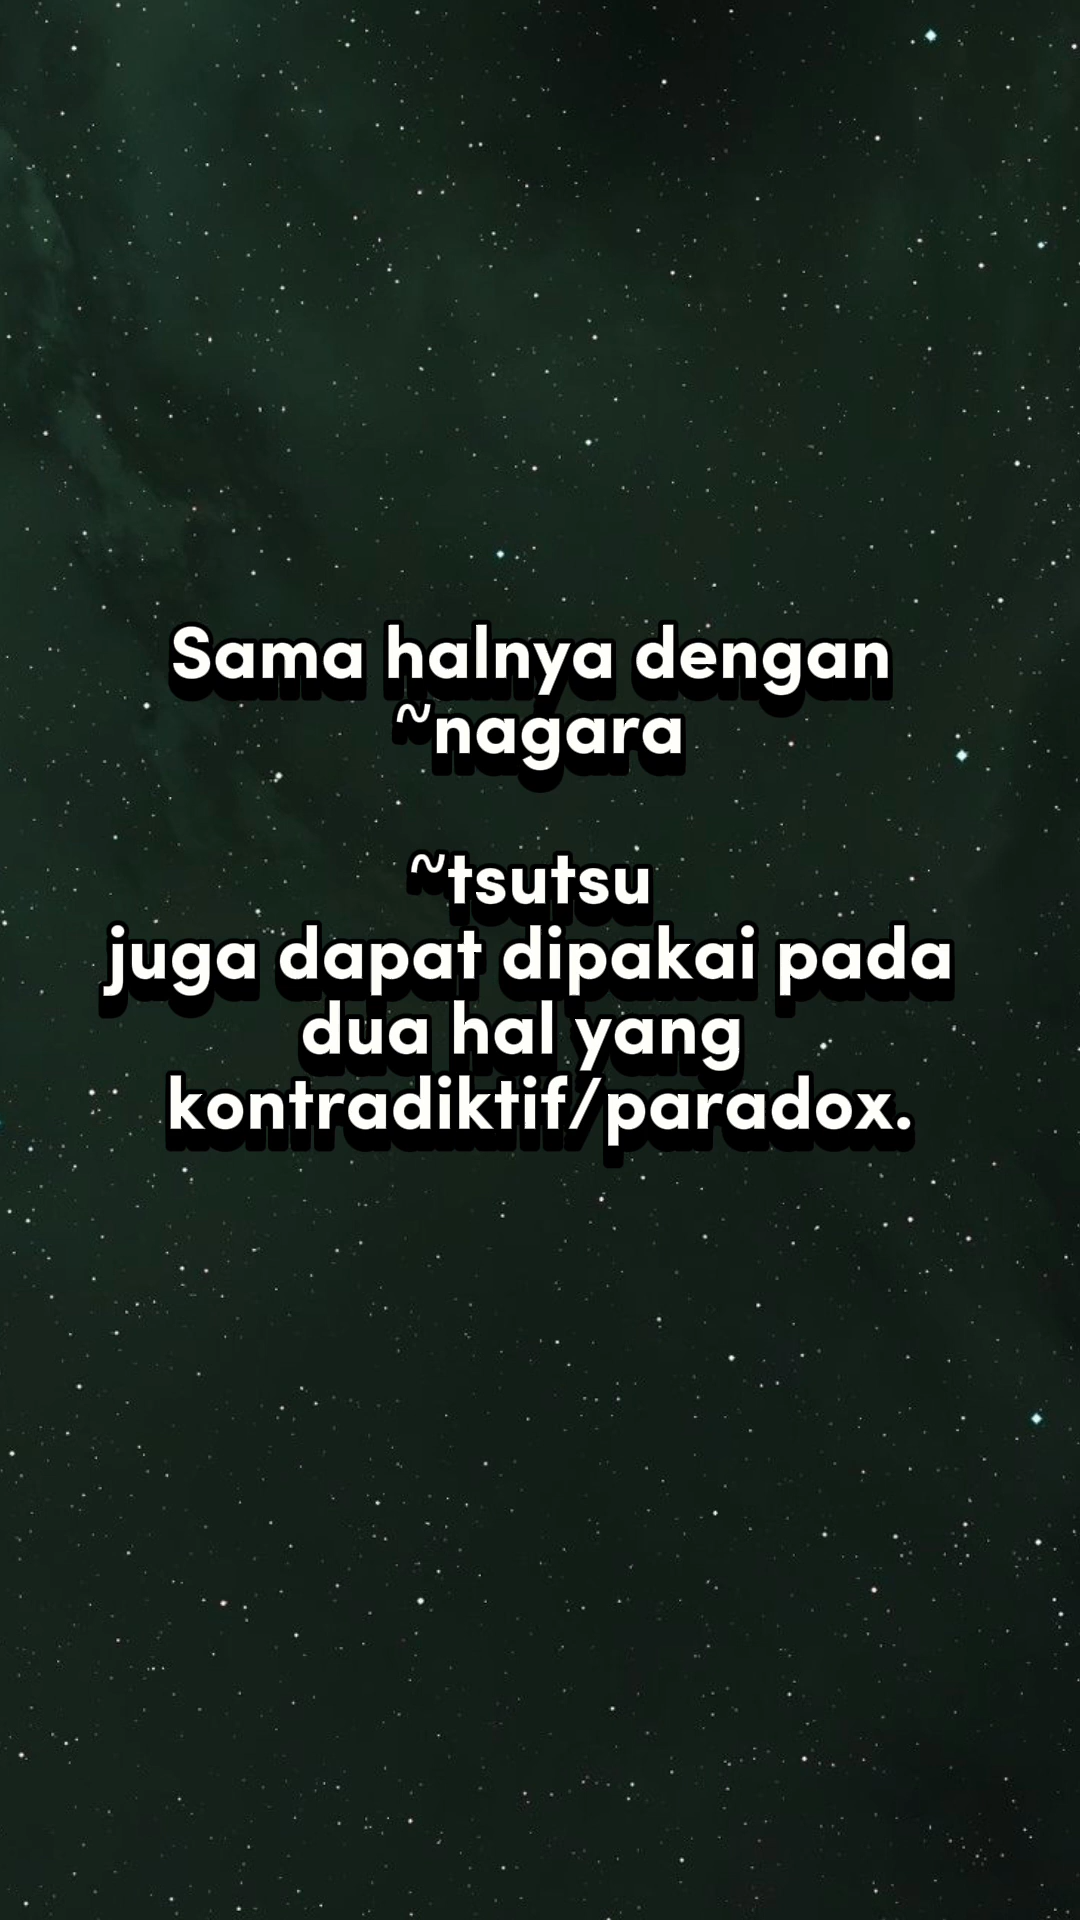 Sama halnya dengan
~nagara
~tsutsu
juga dapat dipakai pada
dua hal yang
kontradiktif/paradox.